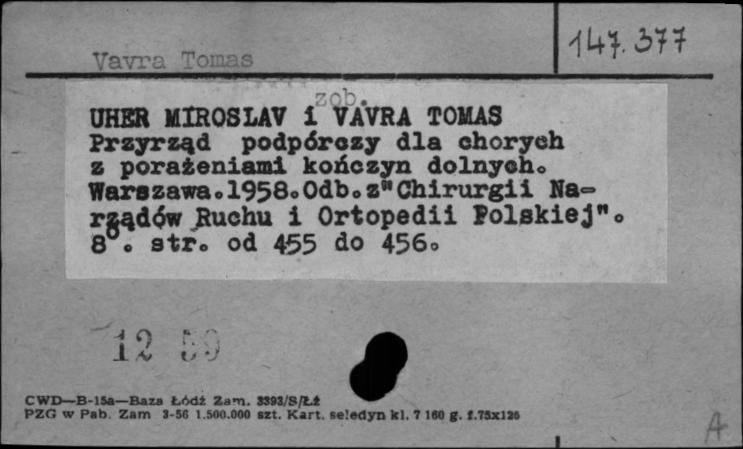 147.377
Vavra Tomas
zob.
UHER MIROSLAV i VAVRA TOMAS
Przyrząd podpórczy dla chorych
z porażeniami kończyn dolnych.
Warszawa.1958.Odb.z"Chirurgii Na=
rządów Ruchu i Ortopedii Polskiej".
8°. str. od 455 do 456.
12 59
CWD—B-15a—Baza Łódź Zam. 3393/S/Łź
PZG w Pab. Zam 3-56 1.500.000 szt. Kart. seledyn kl. 7 160 g. f.75x125
A